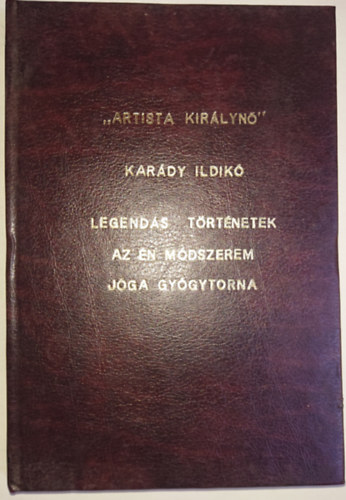 „ARTISTA KIRÁLYNŐ”
KARÁDY ILDIKÓ
LEGENDÁS TÖRTÉNETEK
AZ ÉN MÓDSZEREM
JÓGA GYÓGYTORNA